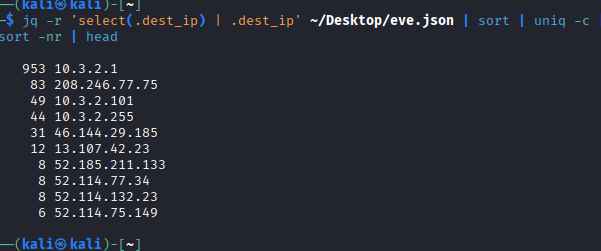 —(kali㉿kali)-[~]
—$ jq -r 'select(.dest_ip) | .dest_ip' ~/Desktop/eve.json | sort | uniq -c |
sort -nr | head
953 10.3.2.1
83 208.246.77.75
49 10.3.2.101
44 10.3.2.255
31 46.144.29.185
12 13.107.42.23
8 52.185.211.133
8 52.114.77.34
8 52.114.132.23
6 52.114.75.149
—(kali㉿kali)-[~]